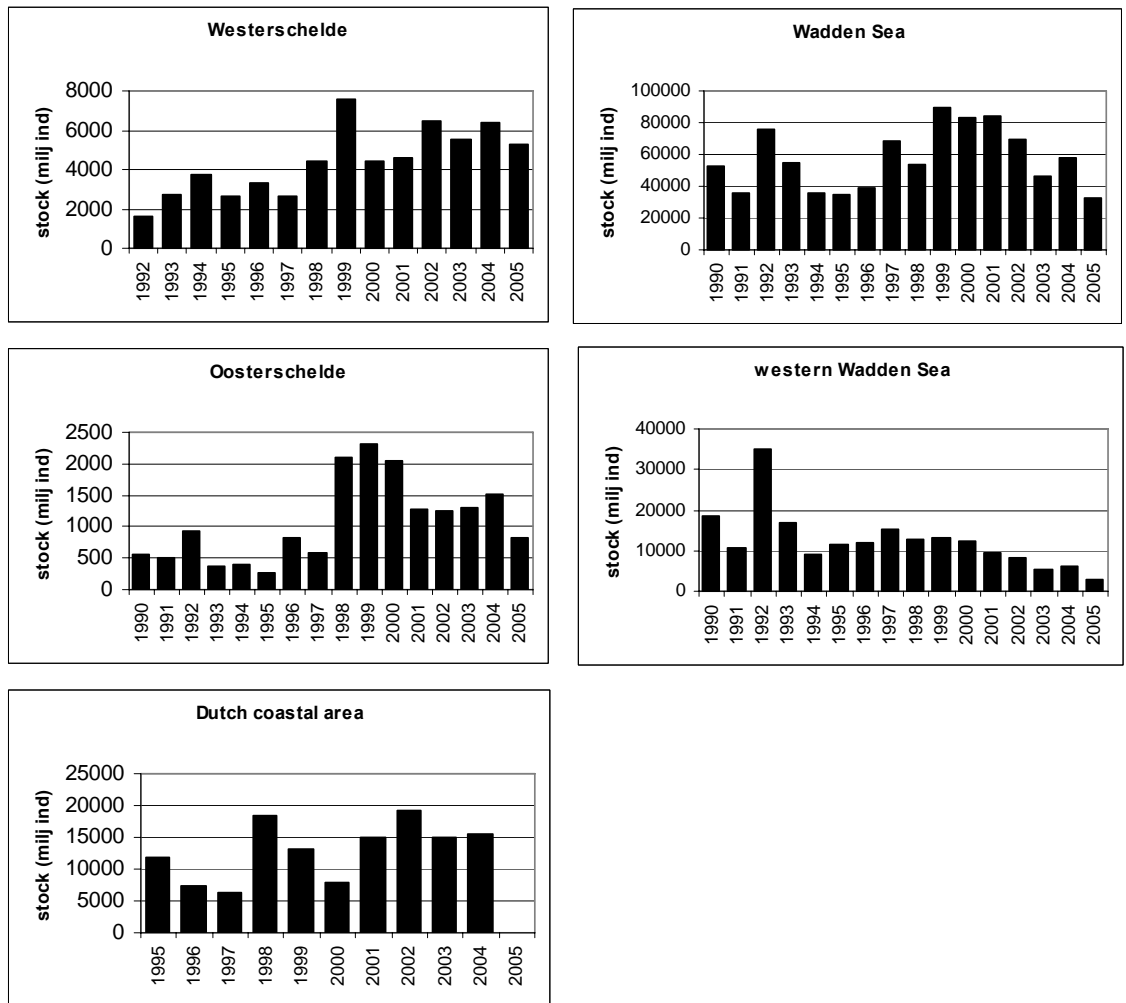 Westerschelde
stock (milj ind)
8000
6000
4000
2000
0
1992 1993 1994 1995 1996 1997 1998 1999 2000 2001 2002 2003 2004 2005
Wadden Sea
stock (milj ind)
100000
80000
60000
40000
20000
0
1990 1991 1992 1993 1994 1995 1996 1997 1998 1999 2000 2001 2002 2003 2004 2005
Oosterschelde
stock (milj ind)
2500
2000
1500
1000
500
0
1990 1991 1992 1993 1994 1995 1996 1997 1998 1999 2000 2001 2002 2003 2004 2005
western Wadden Sea
stock (milj ind)
40000
30000
20000
10000
0
1990 1991 1992 1993 1994 1995 1996 1997 1998 1999 2000 2001 2002 2003 2004 2005
Dutch coastal area
stock (milj ind)
25000
20000
15000
10000
5000
0
1995 1996 1997 1998 1999 2000 2001 2002 2003 2004 2005